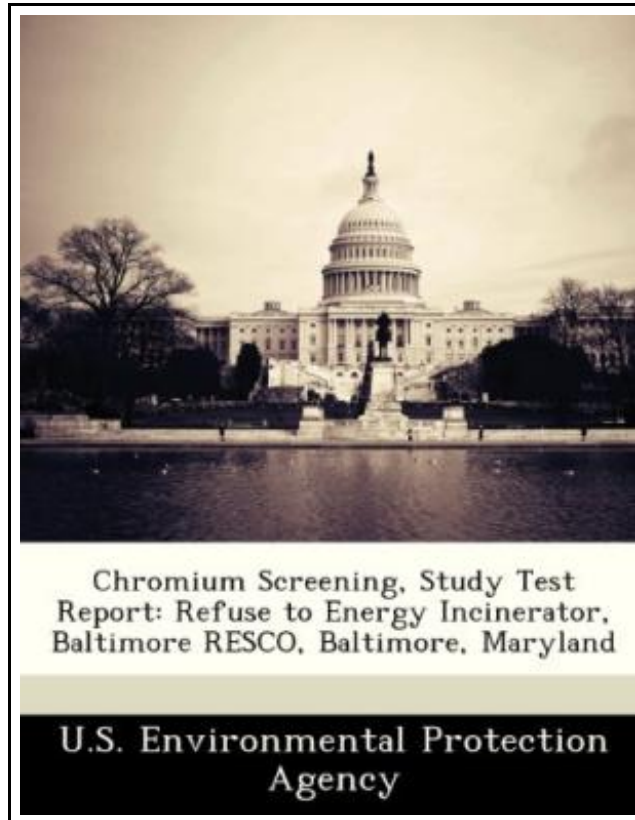 Chromium Screening, Study Test
Report: Refuse to Energy Incinerator,
Baltimore RESCO, Baltimore, Maryland
U.S. Environmental Protection
Agency